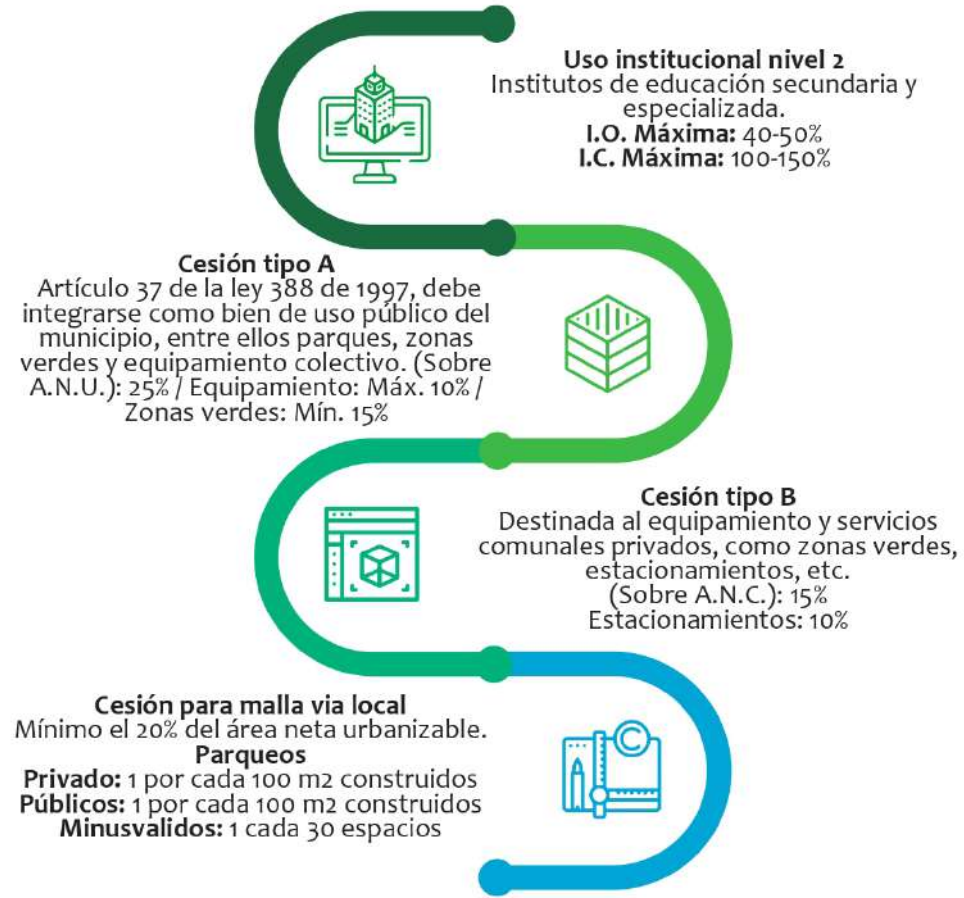 Uso institucional nivel 2
Institutos de educación secundaria y
especializada.
I.O. Máxima: 40-50%
I.C. Máxima: 100-150%
Cesión tipo A
Artículo 37 de la ley 388 de 1997, debe
integrarse como bien de uso público del
municipio, entre ellos parques, zonas
verdes y equipamiento colectivo. (Sobre
A.N.U.): 25% / Equipamiento: Máx. 10% /
Zonas verdes: Mín. 15%
Cesión tipo B
Destinada al equipamiento y servicios
comunales privados, como zonas verdes,
estacionamientos, etc.
(Sobre A.N.C.): 15%
Estacionamientos: 10%
Cesión para malla via local
Mínimo el 20% del área neta urbanizable.
Parqueos
Privado: 1 por cada 100 m2 construidos
Públicos: 1 por cada 100 m2 construidos
Minusvalidos: 1 cada 30 espacios